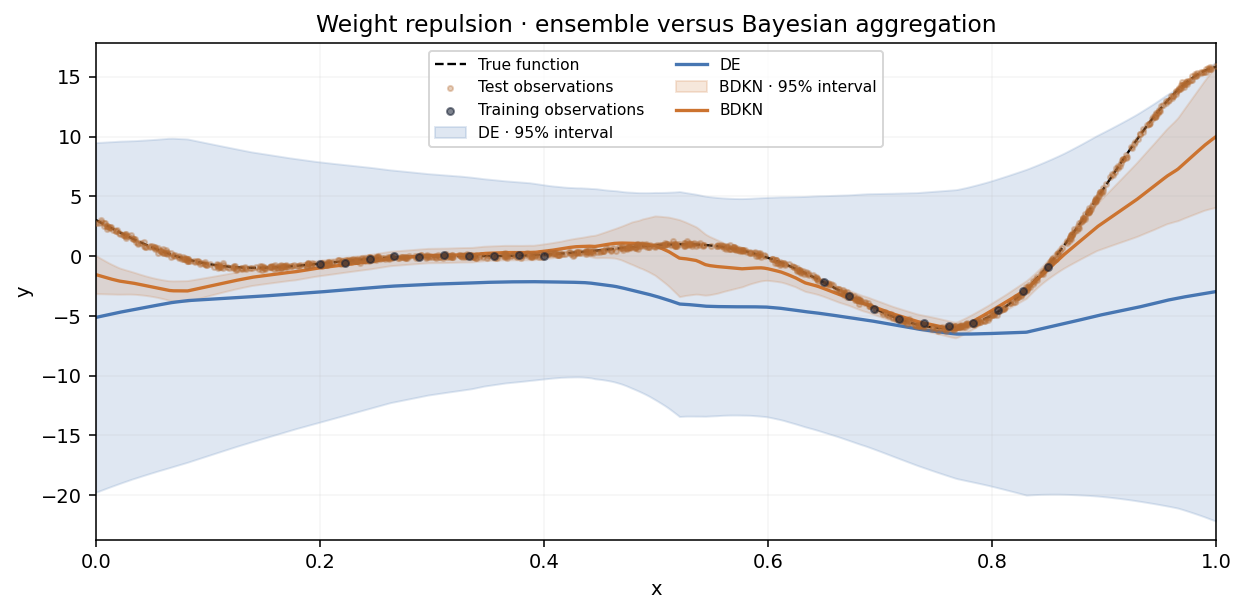 Weight repulsion · ensemble versus Bayesian aggregation
True function
Test observations
Training observations
DE · 95% interval
DE
BDKN · 95% interval
BDKN
15
10
5
0
−5
−10
−15
−20
y
0.0 0.2 0.4 0.6 0.8 1.0
x